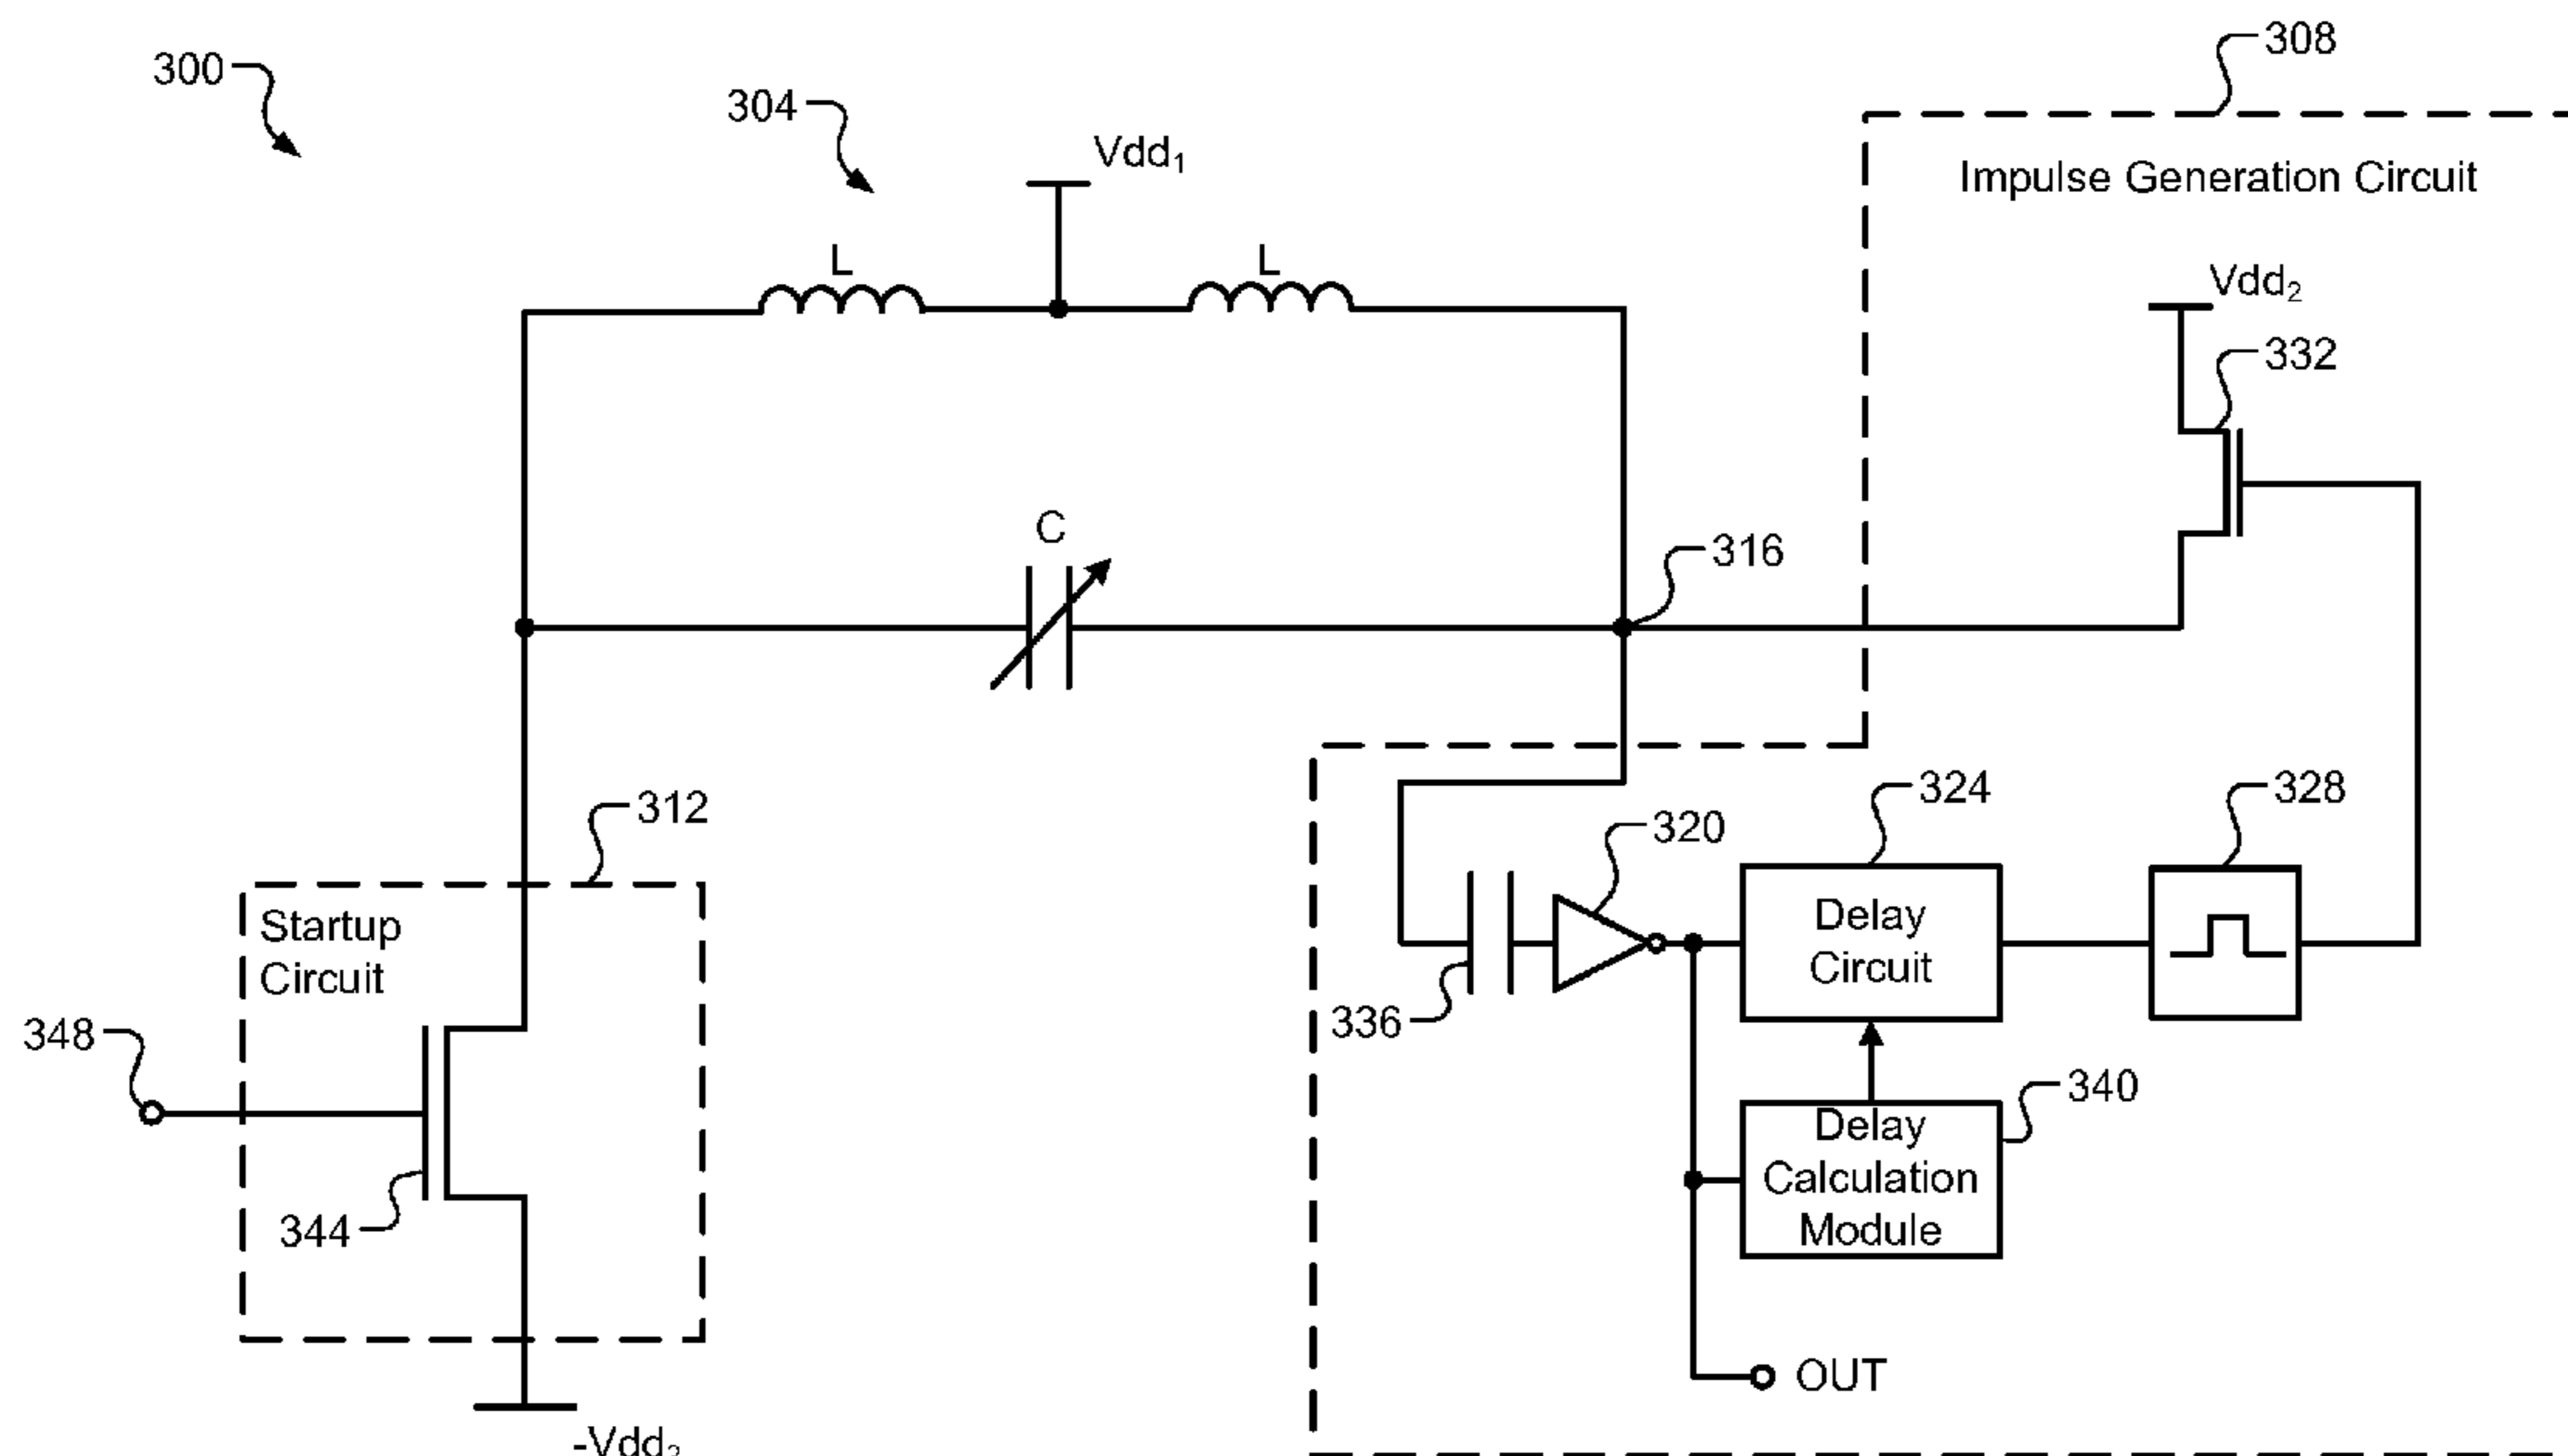 300
304
308
Vdd₁
Impulse Generation Circuit
L
L
Vdd₂
332
C
316
312
Startup
Circuit
348
344
320
324
328
Delay
Circuit
336
340
Delay
Calculation
Module
OUT
-Vdd₂